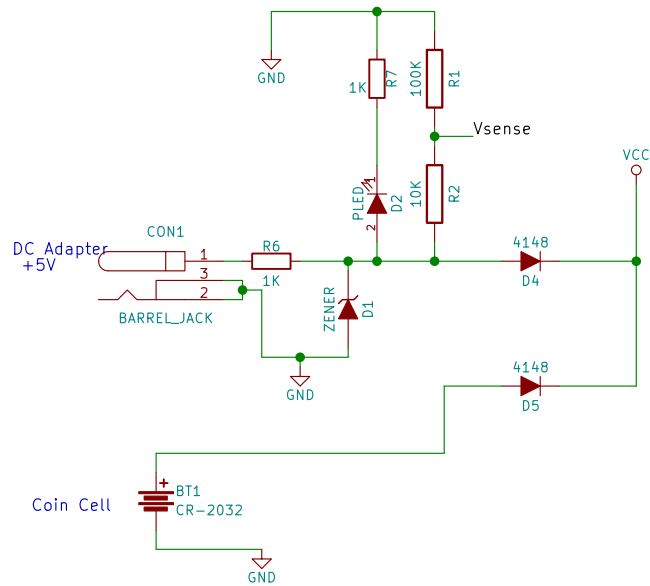 GND
1K
R7
100K
R1
Vsense
VCC
PLED
1
2
D2
10K
R2
CON1
DC Adapter
+5V
1
3
2
BARREL_JACK
R6
1K
ZENER
D1
GND
4148
D4
4148
D5
Coin Cell
+
BT1
CR-2032
GND